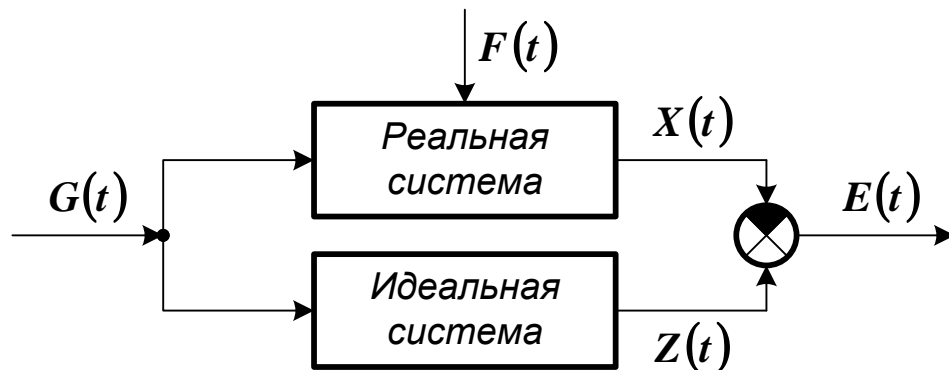 F(t)
Реальная
система
X(t)
G(t)
E(t)
Идеальная
система
Z(t)